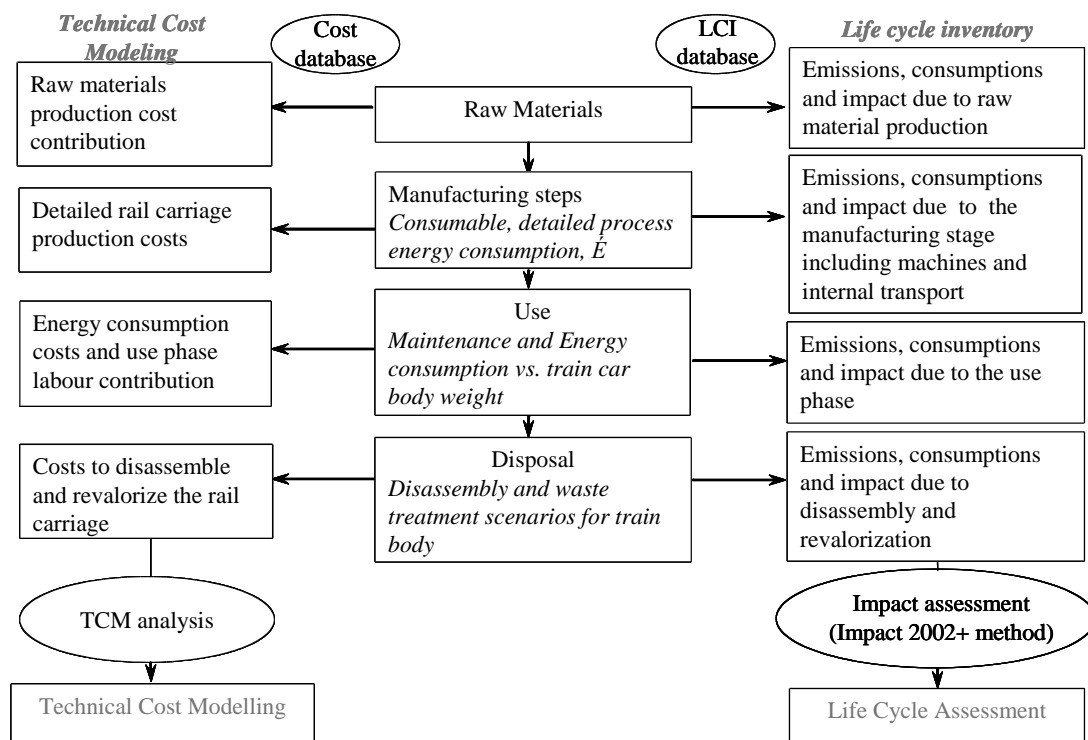 Technical Cost
Modeling
Cost
database
LCI
database
Life cycle inventory
Raw materials
production cost
contribution
Raw Materials
Emissions, consumptions
and impact due to raw
material production
Detailed rail carriage
production costs
Manufacturing steps
Consumable, detailed process
energy consumption, É
Emissions, consumptions
and impact due to the
manufacturing stage
including machines and
internal transport
Energy consumption
costs and use phase
labour contribution
Use
Maintenance and Energy
consumption vs. train car
body weight
Emissions, consumptions
and impact due to the use
phase
Costs to disassemble
and revalorize the rail
carriage
Disposal
Disassembly and waste
treatment scenarios for train
body
Emissions, consumptions
and impact due to
disassembly and
revalorization
TCM analysis
Impact assessment
(Impact 2002+ method)
Technical Cost Modelling
Life Cycle Assessment